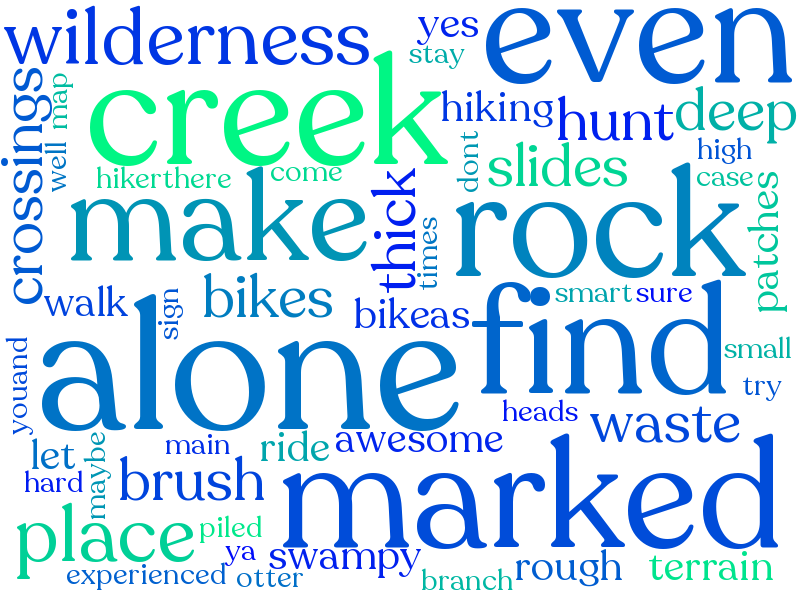 wilderness
yes
even
stay
crossings
map
creek
hiking
hunt
deep
well
hikerthere
come
dont
slides
high
case
make
thick
times
rock
patches
walk
sign
bikes
bikeas
find
smart
sure
alone
small
youand
try
heads
waste
let
main
ride
awesome
hard
maybe
brush
marked
place
piled
ya
swampy
experienced
otter
branch
rough
terrain